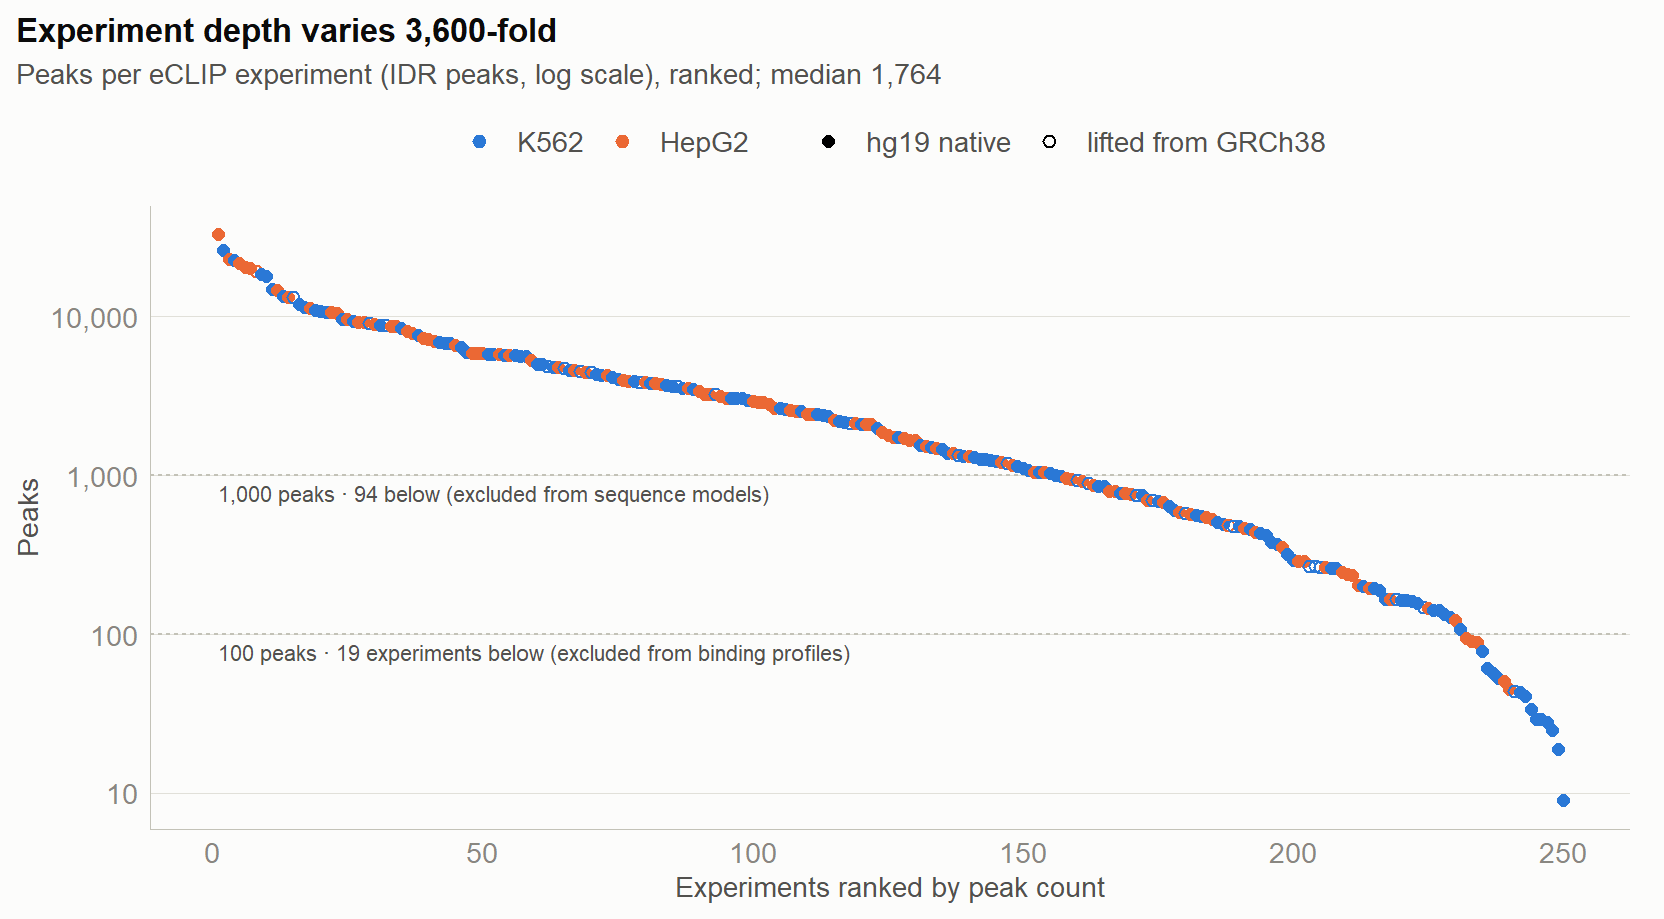 Experiment depth varies 3,600-fold
Peaks per eCLIP experiment (IDR peaks, log scale), ranked; median 1,764
K562 HepG2 hg19 native lifted from GRCh38
10,000
1,000
1,000 peaks · 94 below (excluded from sequence models)
Peaks
100
100 peaks · 19 experiments below (excluded from binding profiles)
10
0 50 100 150 200 250
Experiments ranked by peak count